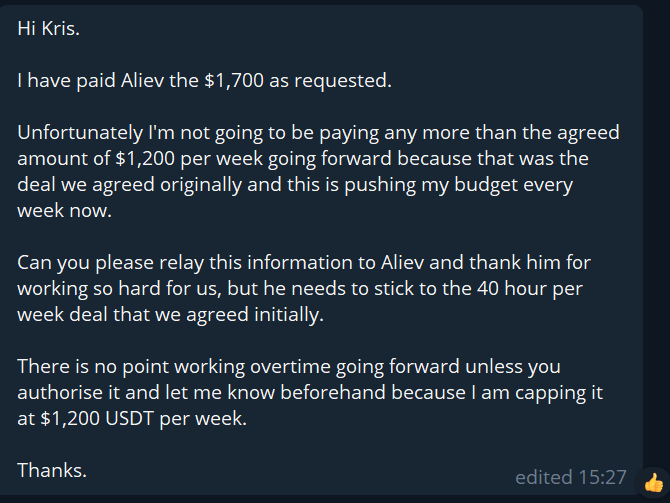 Hi Kris.
I have paid Aliev the $1,700 as requested.
Unfortunately I'm not going to be paying any more than the agreed
amount of $1,200 per week going forward because that was the
deal we agreed originally and this is pushing my budget every
week now.
Can you please relay this information to Aliev and thank him for
working so hard for us, but he needs to stick to the 40 hour per
week deal that we agreed initially.
There is no point working overtime going forward unless you
authorise it and let me know beforehand because I am capping it
at $1,200 USDT per week.
Thanks.
edited 15:27